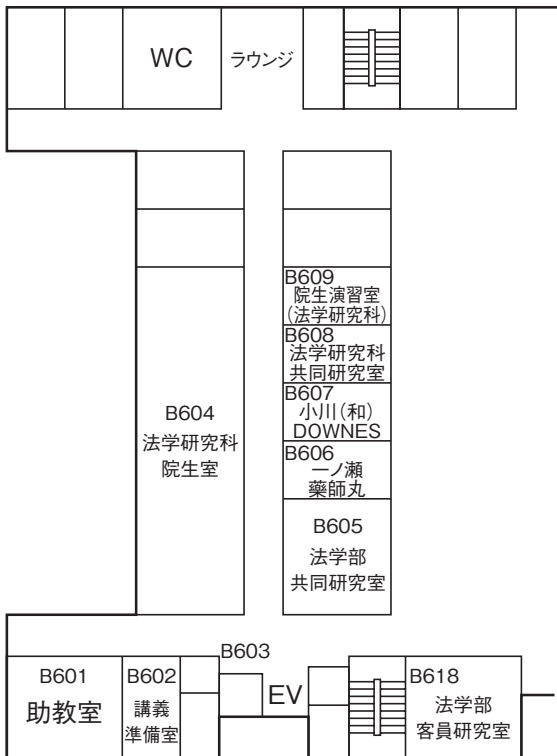 WC
ラウンジ
B609
院生演習室
(法学研究科)
B608
法学研究科
共同研究室
B607
小川(和)
DOWNES
B606
一ノ瀬
藥師丸
B605
法学部
共同研究室
B604
法学研究科
院生室
B601
助教室
B602
講義
準備室
B603
EV
B618
法学部
客員研究室